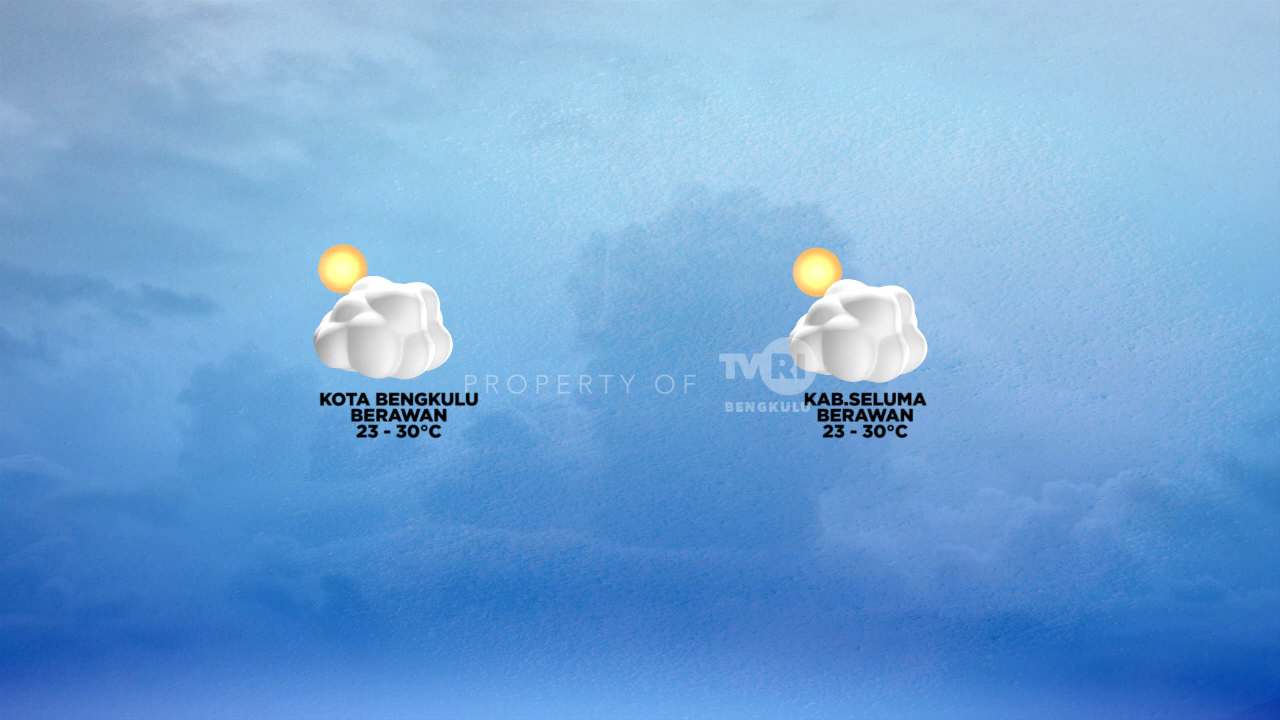 KOTA BENGKULU
BERAWAN
23 - 30°C
PROPERTY OF
TVRI
BENGKULU
KAB.SELUMA
BERAWAN
23 - 30°C